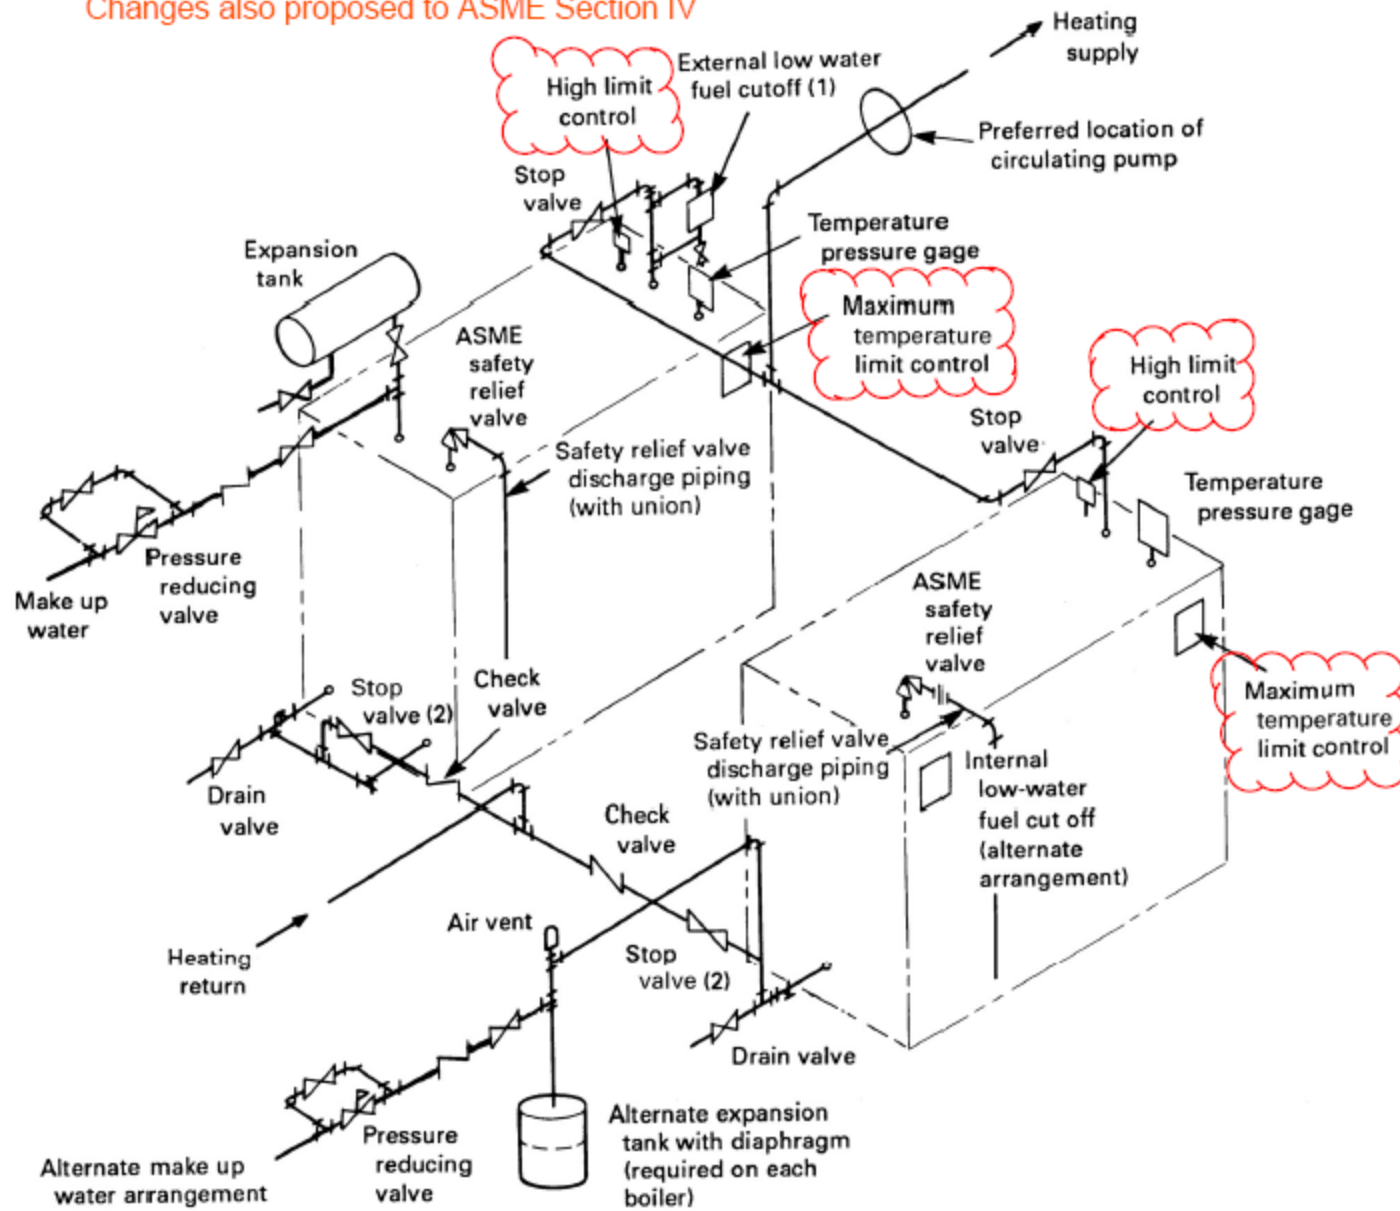 Changes also proposed to ASME Section IV
Heating
supply
High limit
control
External low water
fuel cutoff (1)
Preferred location of
circulating pump
Stop
valve
Temperature
pressure gage
Expansion
tank
Maximum
temperature
limit control
ASME
safety
relief
valve
High limit
control
Stop
valve
Safety relief valve
discharge piping
(with union)
Temperature
pressure gage
Pressure
reducing
valve
Make up
water
ASME
safety
relief
valve
Stop
valve (2)
Check
valve
Maximum
temperature
limit control
Safety relief valve
discharge piping
(with union)
Internal
low-water
fuel cut off
(alternate
arrangement)
Drain
valve
Check
valve
Air vent
Heating
return
Stop
valve (2)
Drain valve
Alternate expansion
tank with diaphragm
(required on each
boiler)
Pressure
reducing
valve
Alternate make up
water arrangement